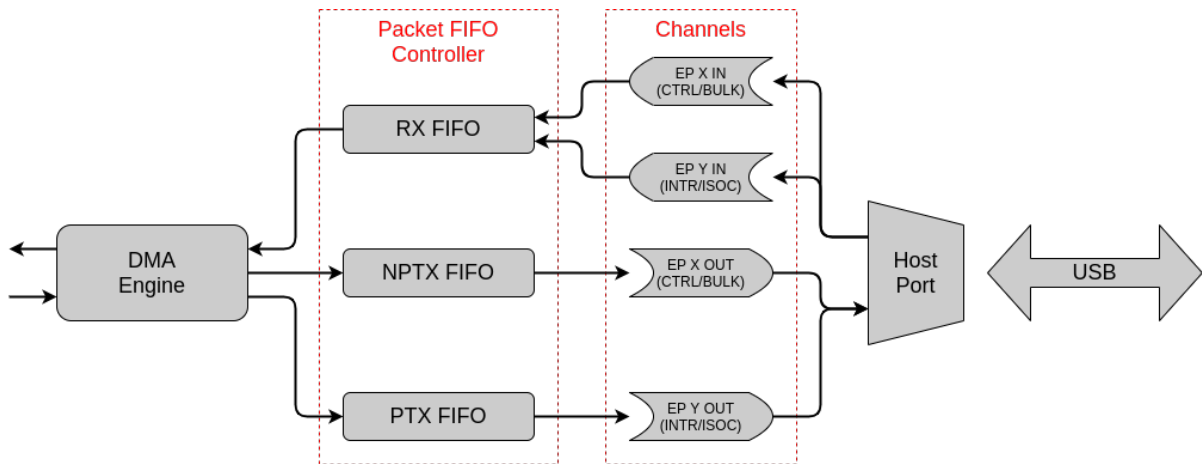 Packet FIFO
Controller
Channels
EP X IN
(CTRL/BULK)
RX FIFO
EP Y IN
(INTR/ISOC)
DMA
Engine
NPTX FIFO
EP X OUT
(CTRL/BULK)
Host
Port
USB
PTX FIFO
EP Y OUT
(INTR/ISOC)